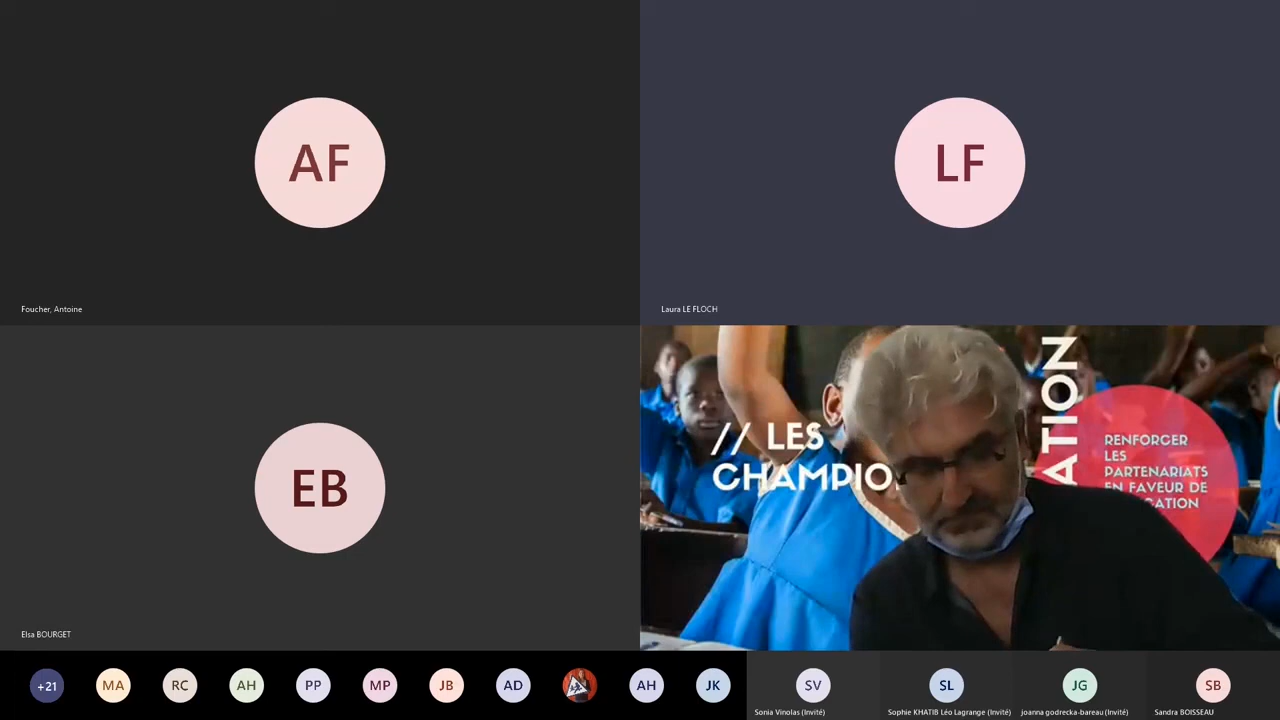 AF
Foucher, Antoine
LF
Laura LE FLOCH
EB
Elsa BOURGET
// LES
CHAMPIO
ATION
RENFORCER
LES
PARTENARIATS
EN FAVEUR DE
CATION
+21
MA
RC
AH
PP
MP
JB
AD
AH
JK
SV
Sonia Vinolas (Invité)
SL
Sophie KHATIB Léo Lagrange (Invité)
JG
joanna godrecka-bareau (Invité)
SB
Sandra BOISSEAU